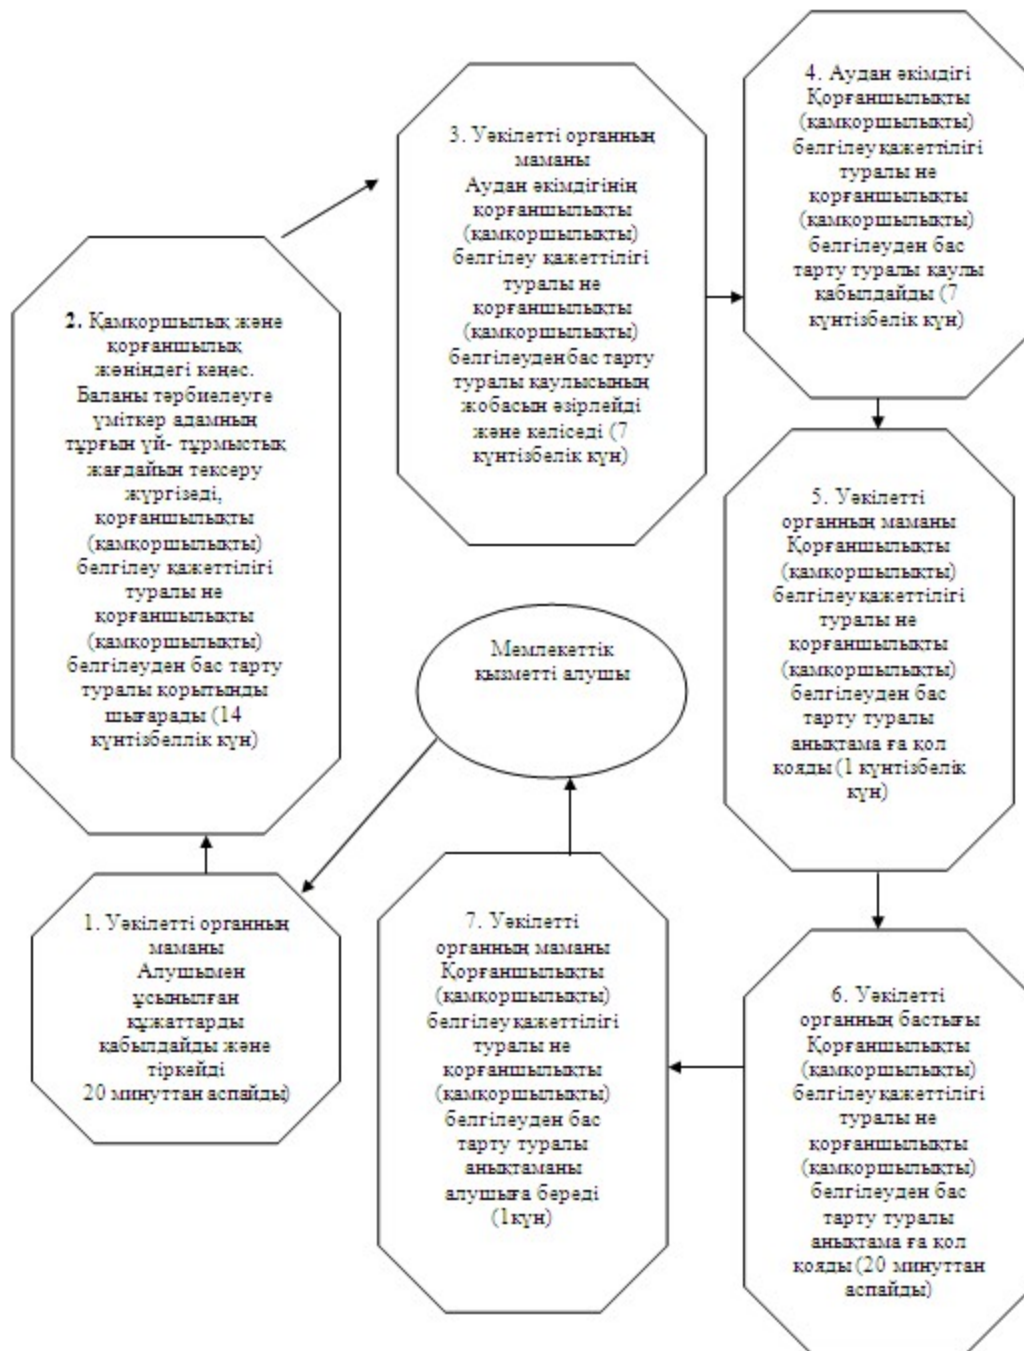 4. Аудан әкімдігі
Қорғаншылықты
(қамқоршылықты)
белгілеу қажеттілігі
туралы не
қорғаншылықты
(қамқоршылықты)
белгілеуден бас
тарту туралы қаулы
қабылдайды (7
күнтізбелік күн)
3. Уәкілетті органның
маманы
Аудан әкімдігінің
қорғаншылықты
(қамқоршылықты)
белгілеу қажеттілігі
туралы не
қорғаншылықты
(қамқоршылықты)
белгілеуден бас тарту
туралы қаулысының
жобасын әзірлейді
және келіседі (7
күнтізбелік күн)
2. Қамқоршылық және
қорғаншылық
жөніндегі кеңес.
Баланы тәрбиелеуге
үміткер адамның
тұрғын үй- тұрмыстық
жағдайын тексеру
жүргізеді,
қорғаншылықты
(қамқоршылықты)
белгілеу қажеттілігі
туралы не
қорғаншылықты
(қамқоршылықты)
белгілеуден бас тарту
туралы қорытынды
шығарады (14
күнтізбеллік күн)
5. Уәкілетті
органның маманы
Қорғаншылықты
(қамқоршылықты)
белгілеу қажеттілігі
туралы не
қорғаншылықты
(қамқоршылықты)
белгілеуден бас
тарту туралы
анықтама ға қол
қояды (1 күнтізбелік
күн)
Мемлекеттік
қызметті алушы
1. Уәкілетті органның
маманы
Алушымен
ұсынылған
құжаттарды
қабылдайды және
тіркейді
20 минуттан аспайды)
7. Уәкілетті
органның маманы
Қорғаншылықты
(қамқоршылықты)
белгілеу қажеттілігі
туралы не
қорғаншылықты
(қамқоршылықты)
белгілеуден бас
тарту туралы
анықтаманы
алушыға береді
(1күн)
6. Уәкілетті
органның бастығы
Қорғаншылықты
(қамқоршылықты)
белгілеу қажеттілігі
туралы не
қорғаншылықты
(қамқоршылықты)
белгілеуден бас
тарту туралы
анықтама ға қол
қояды (20 минуттан
аспайды)